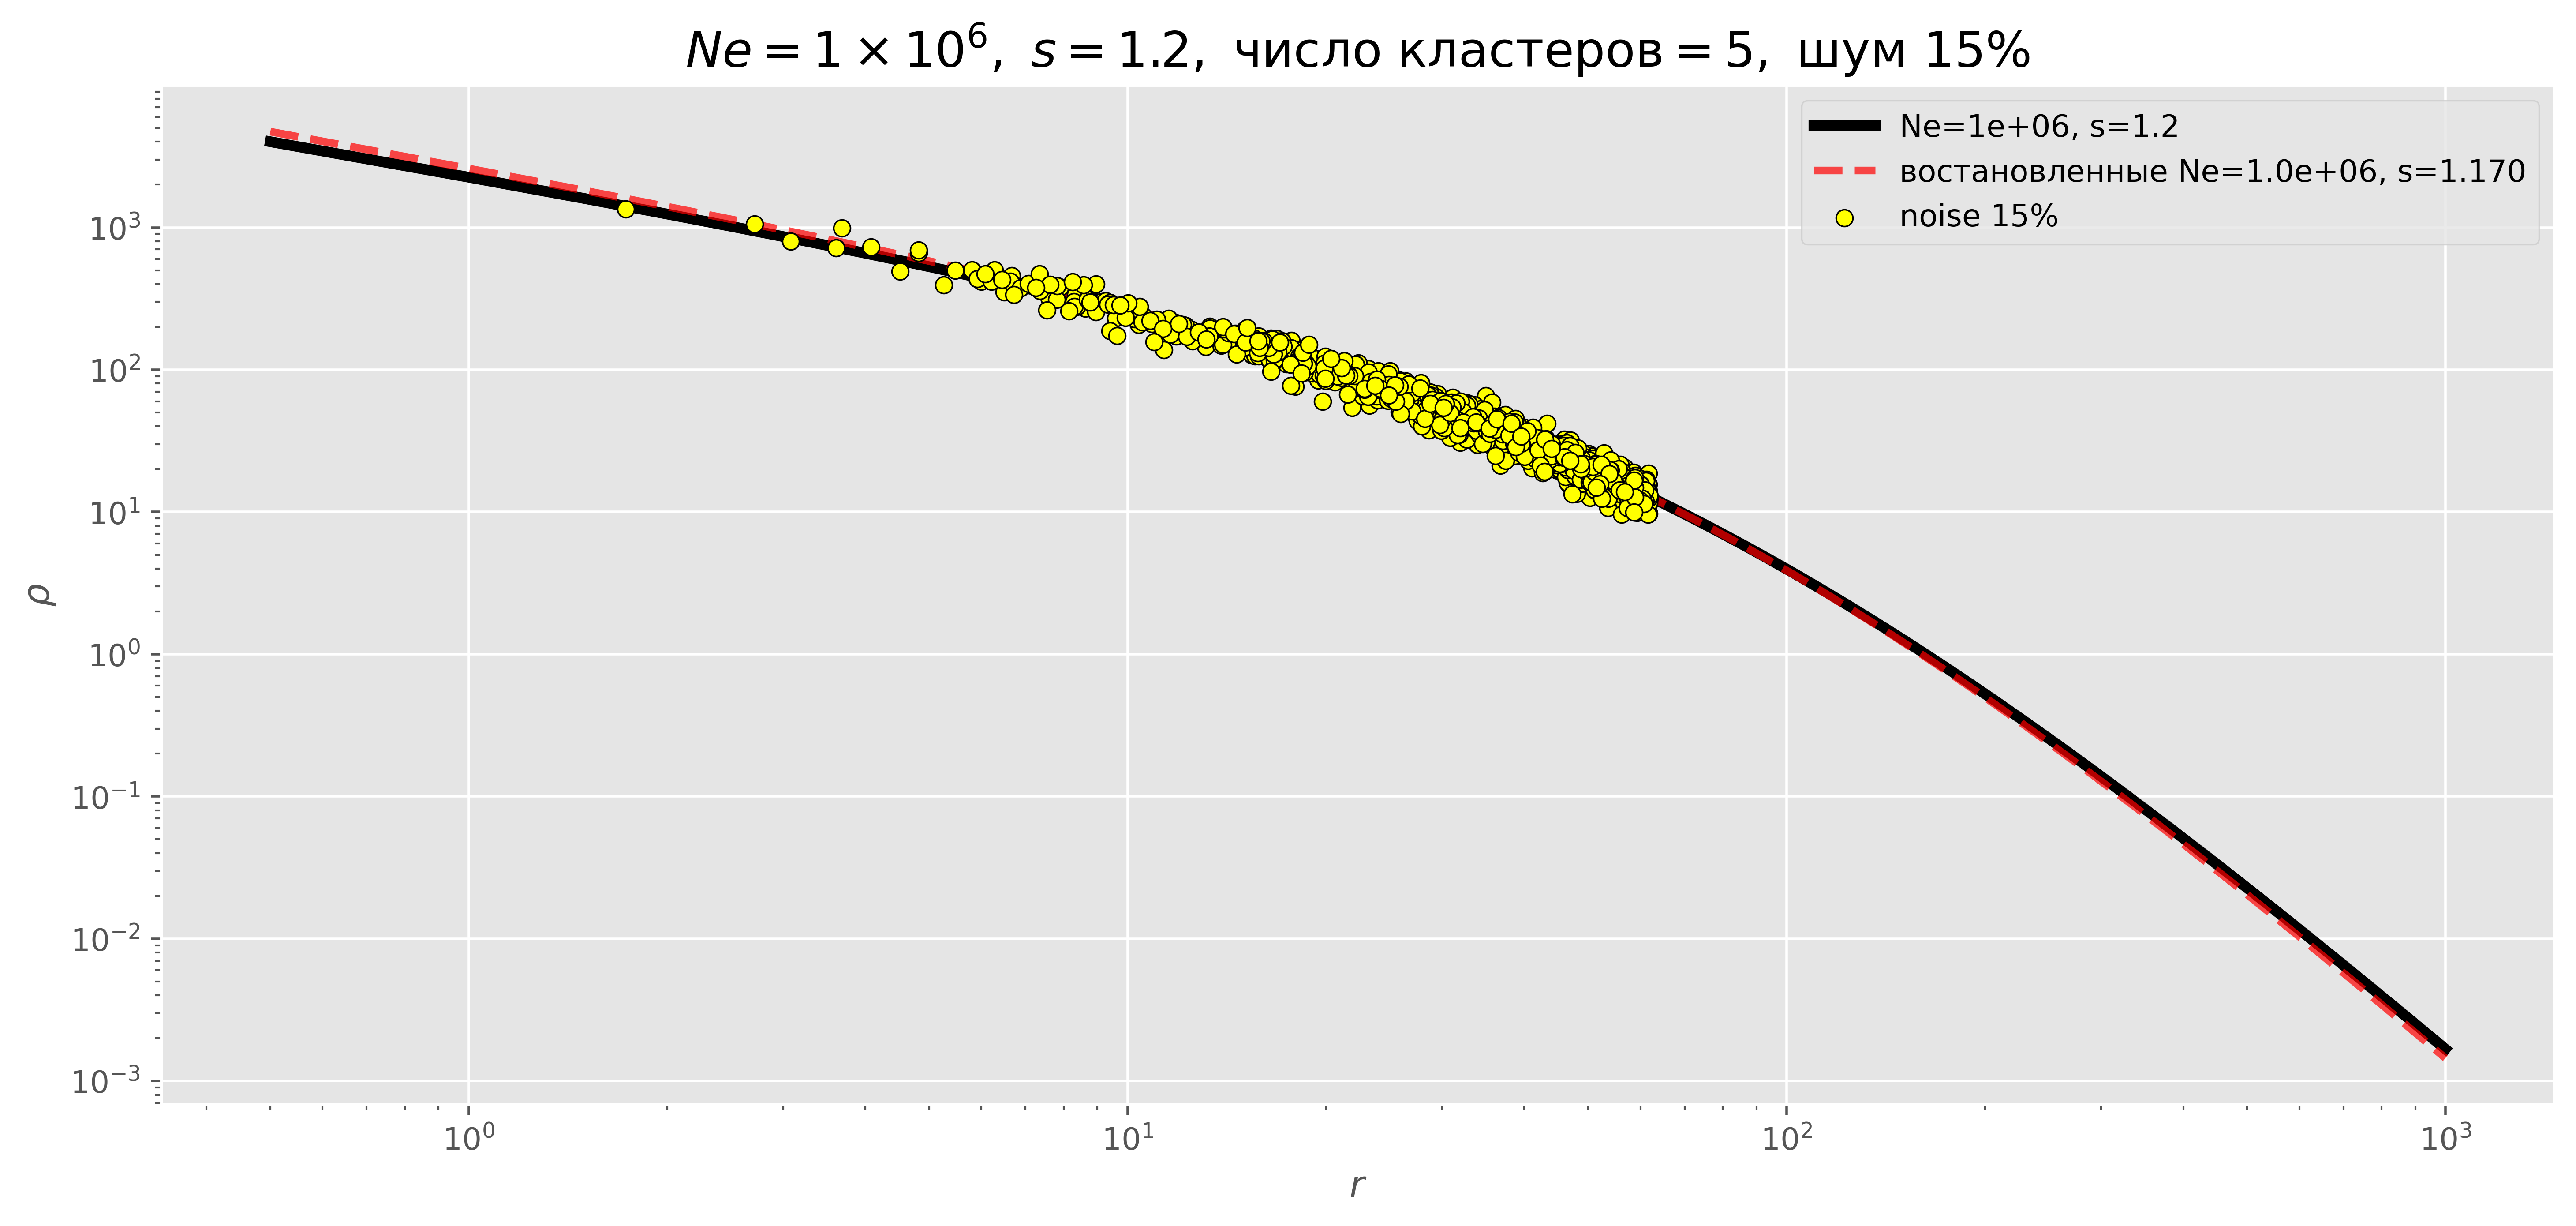 Ne = 1 × 10⁶, s = 1.2, число кластеров = 5, шум 15%
Ne=1e+06, s=1.2
востановленные Ne=1.0e+06, s=1.170
noise 15%
10³
10²
10¹
10⁰
10⁻¹
10⁻²
10⁻³
ρ
10⁰ 10¹ 10² 10³
r